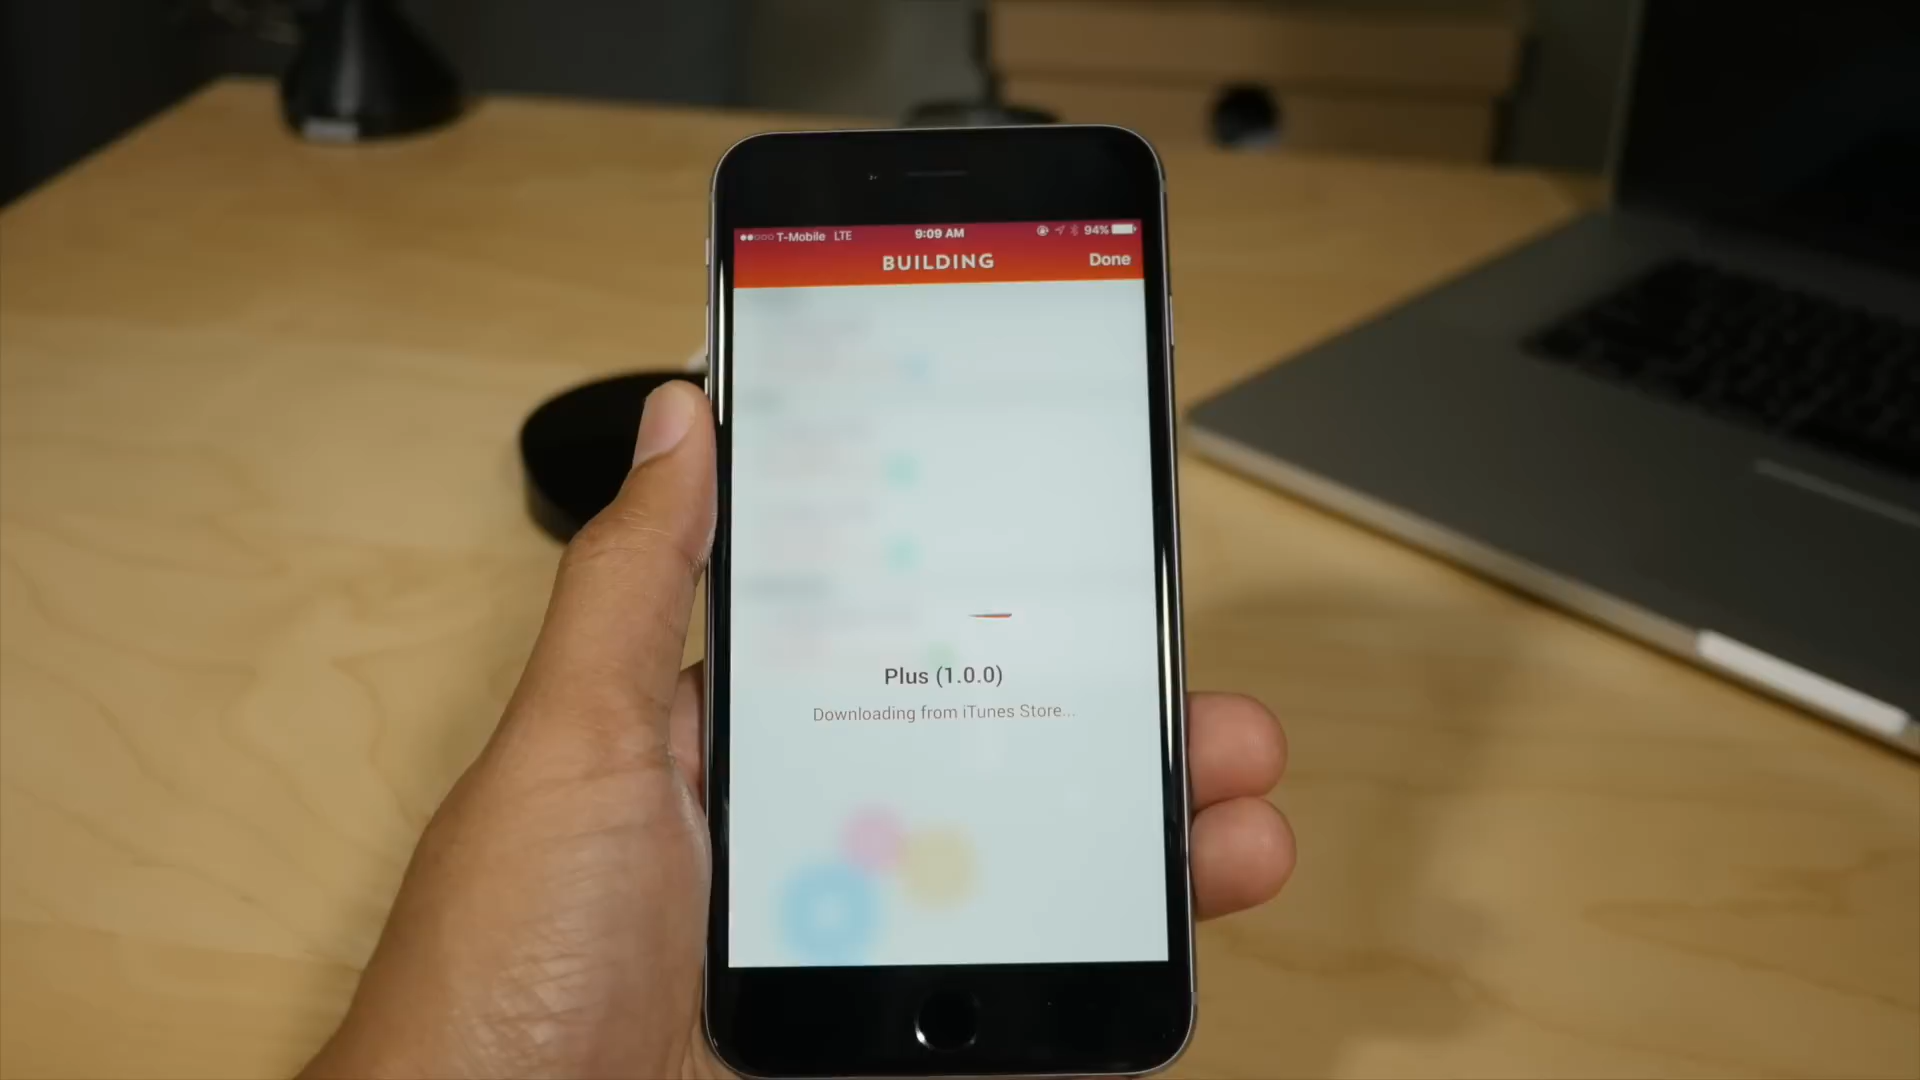 T-Mobile LTE 9:09 AM 94%
BUILDING Done
Plus (1.0.0)
Downloading from iTunes Store...